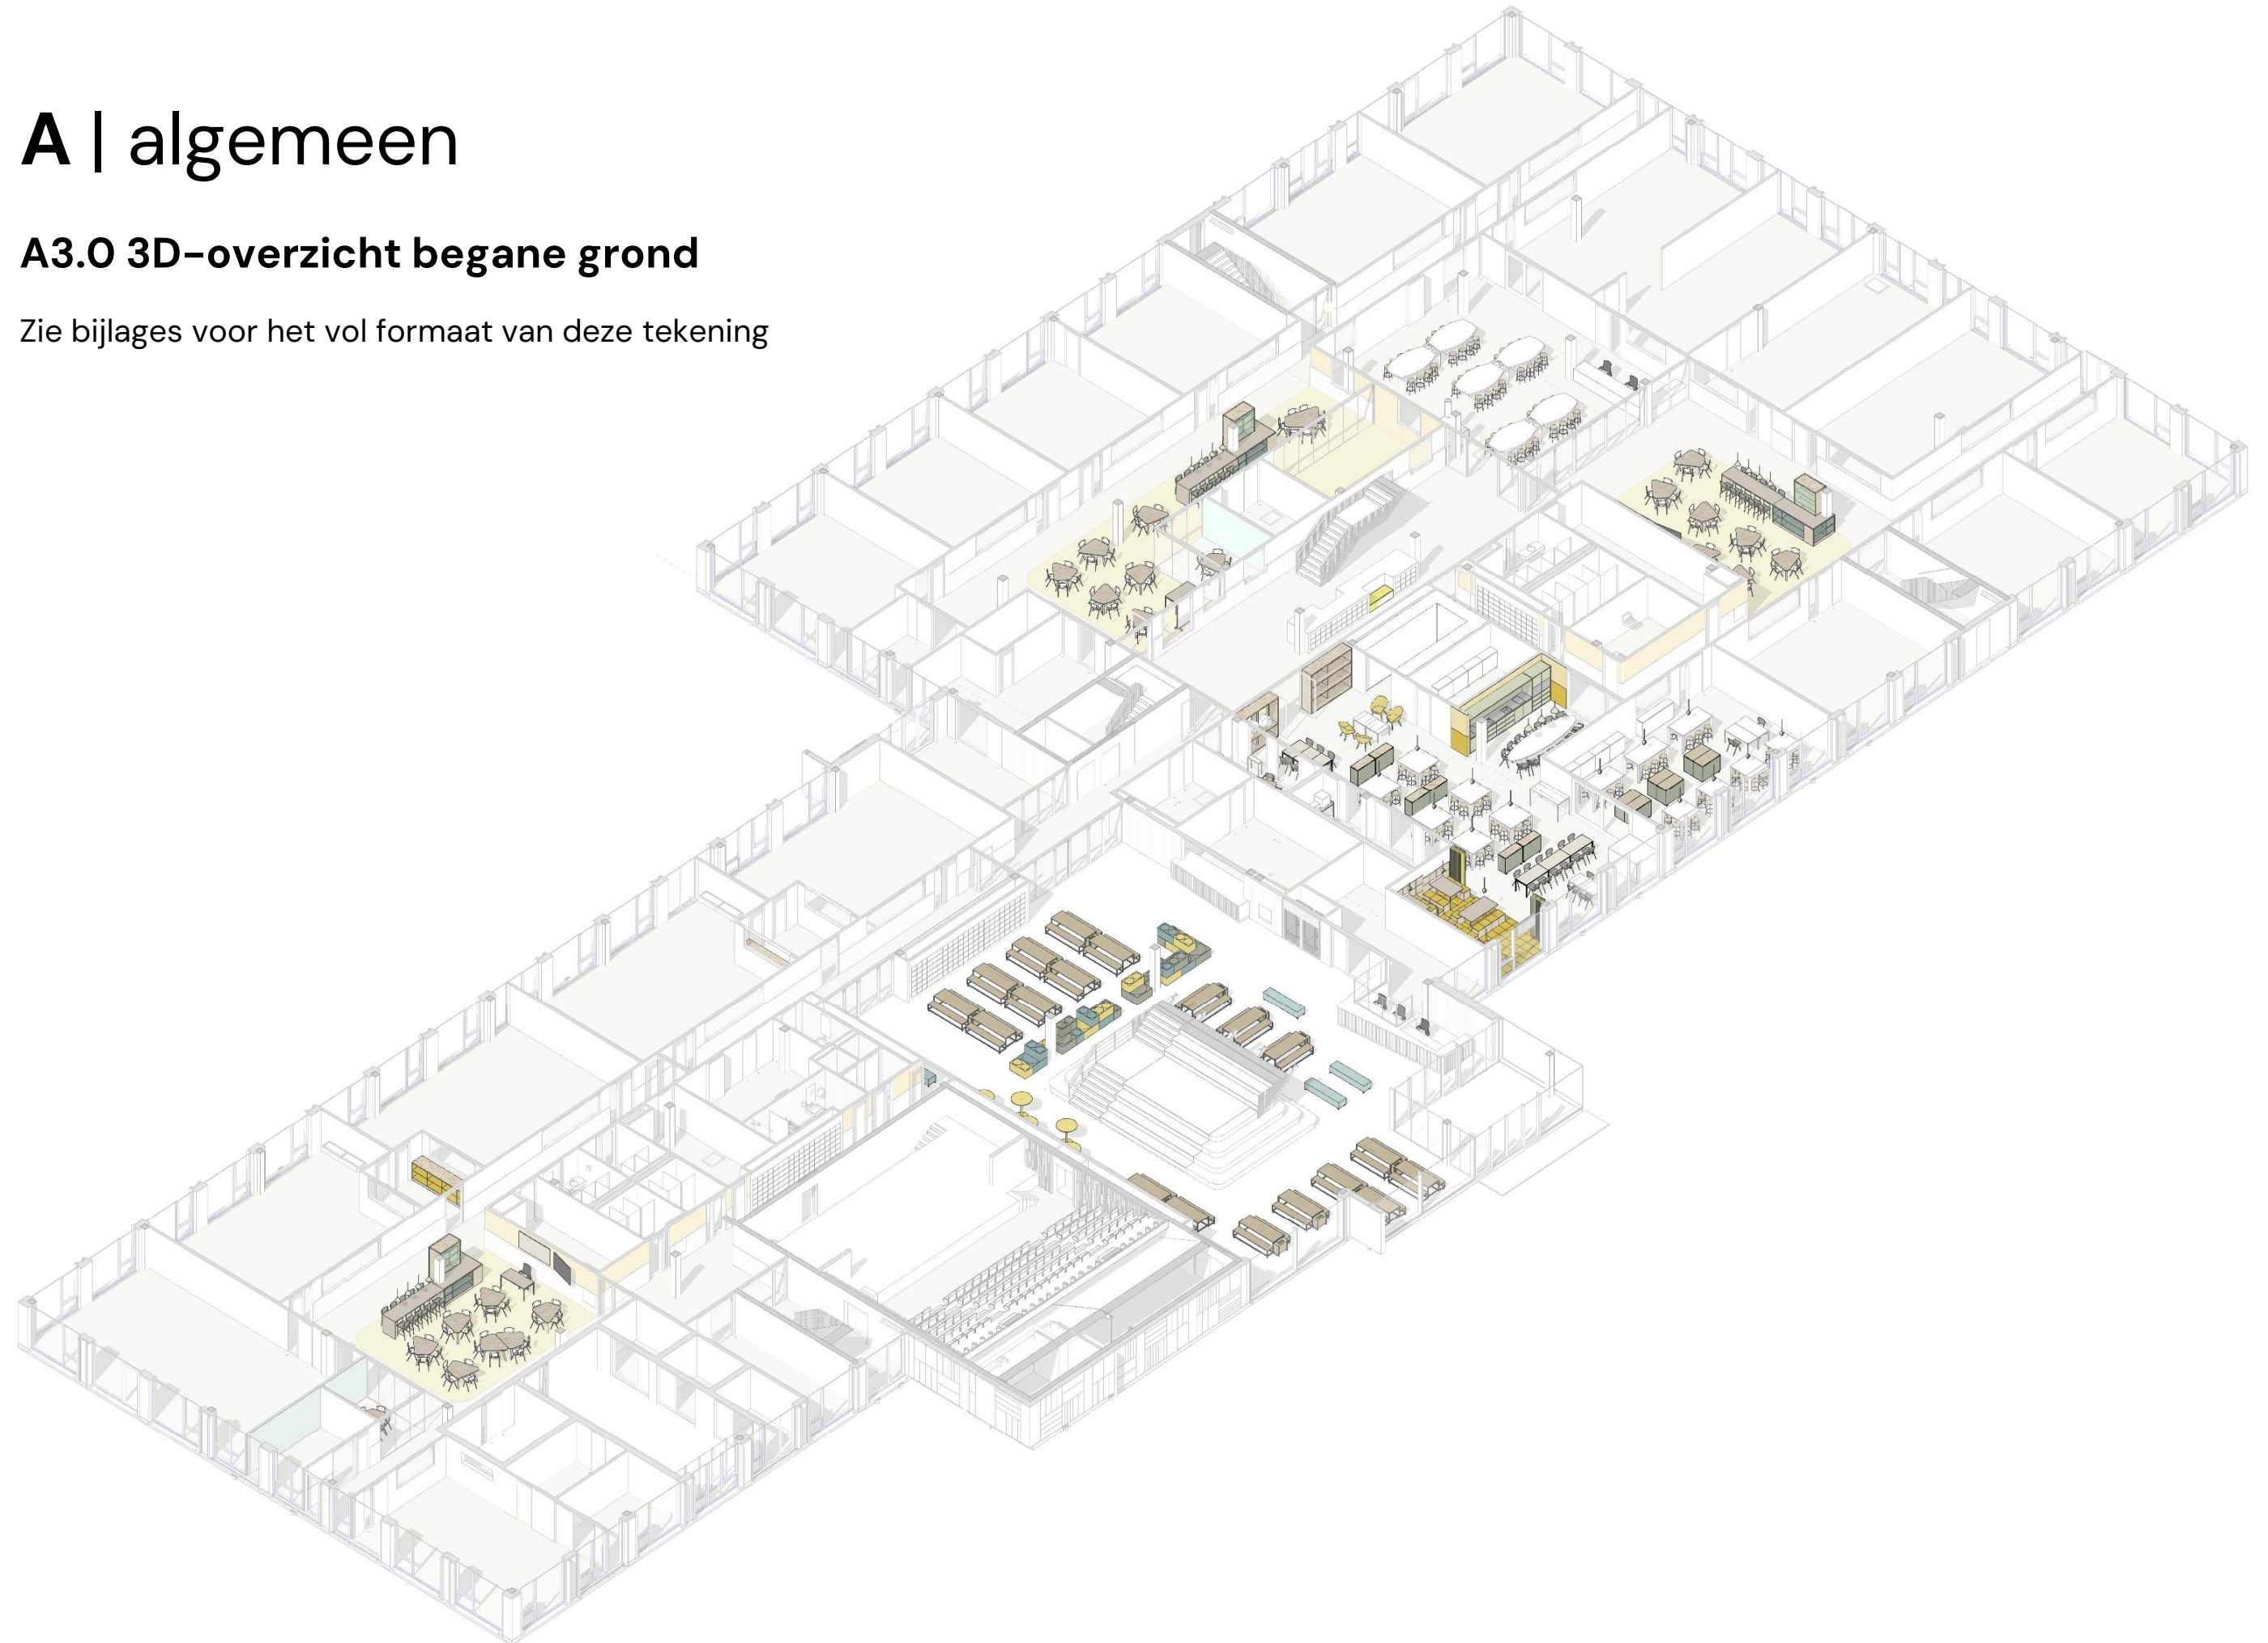 A | algemeen
A3.0 3D-overzicht begane grond
Zie bijlages voor het vol formaat van deze tekening